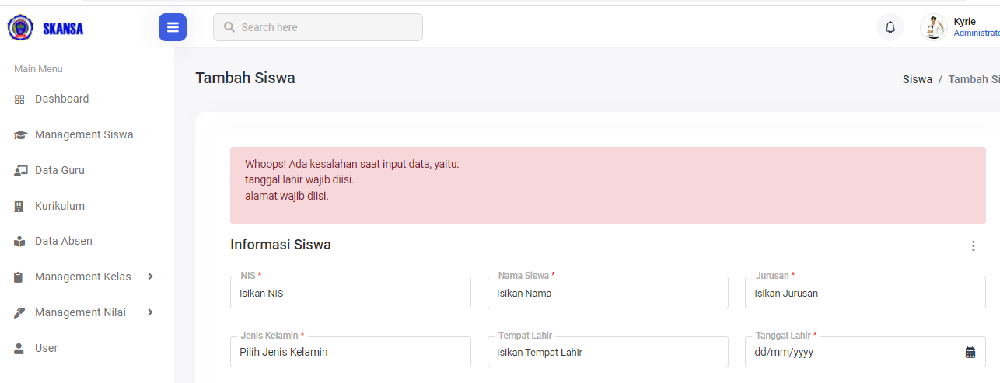 SKANSA
Search here
Kyrie
Administrato
Main Menu
Dashboard
Management Siswa
Data Guru
Kurikulum
Data Absen
Management Kelas
Management Nilai
User
Tambah Siswa
Siswa / Tambah Si
Whoops! Ada kesalahan saat input data, yaitu:
tanggal lahir wajib diisi.
alamat wajib diisi.
Informasi Siswa
NIS *
Isikan NIS
Nama Siswa *
Isikan Nama
Jurusan *
Isikan Jurusan
Jenis Kelamin *
Pilih Jenis Kelamin
Tempat Lahir
Isikan Tempat Lahir
Tanggal Lahir *
dd/mm/yyyy